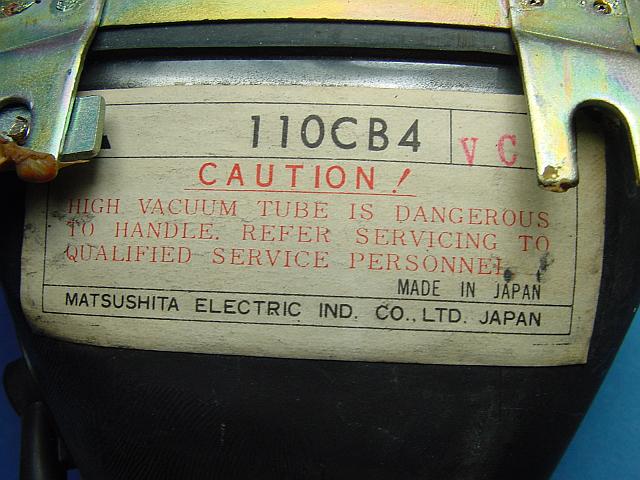 110CB4
VC
CAUTION!
HIGH VACUUM TUBE IS DANGEROUS
TO HANDLE. REFER SERVICING TO
QUALIFIED SERVICE PERSONNEL
MADE IN JAPAN
MATSUSHITA ELECTRIC IND. CO., LTD. JAPAN